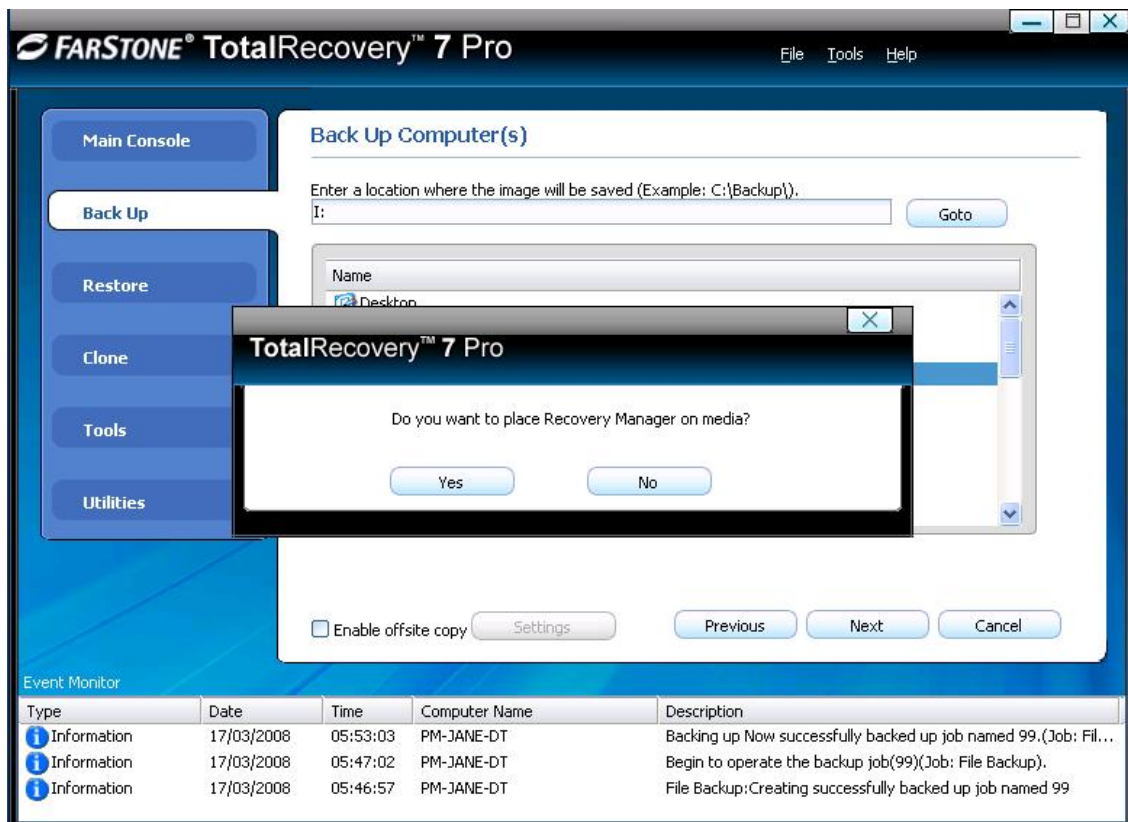 FARSTONE® TotalRecovery™ 7 Pro
File Tools Help
Main Console
Back Up
Restore
Clone
Tools
Utilities
Back Up Computer(s)
Enter a location where the image will be saved (Example: C:\Backup\).
I:
Goto
Name
Desktop
TotalRecovery™ 7 Pro
Do you want to place Recovery Manager on media?
Yes No
Enable offsite copy Settings Previous Next Cancel
Event Monitor
Type Date Time Computer Name Description
Information 17/03/2008 05:53:03 PM-JANE-DT Backing up Now successfully backed up job named 99.(Job: Fil...
Information 17/03/2008 05:47:02 PM-JANE-DT Begin to operate the backup job(99)(Job: File Backup).
Information 17/03/2008 05:46:57 PM-JANE-DT File Backup:Creating successfully backed up job named 99